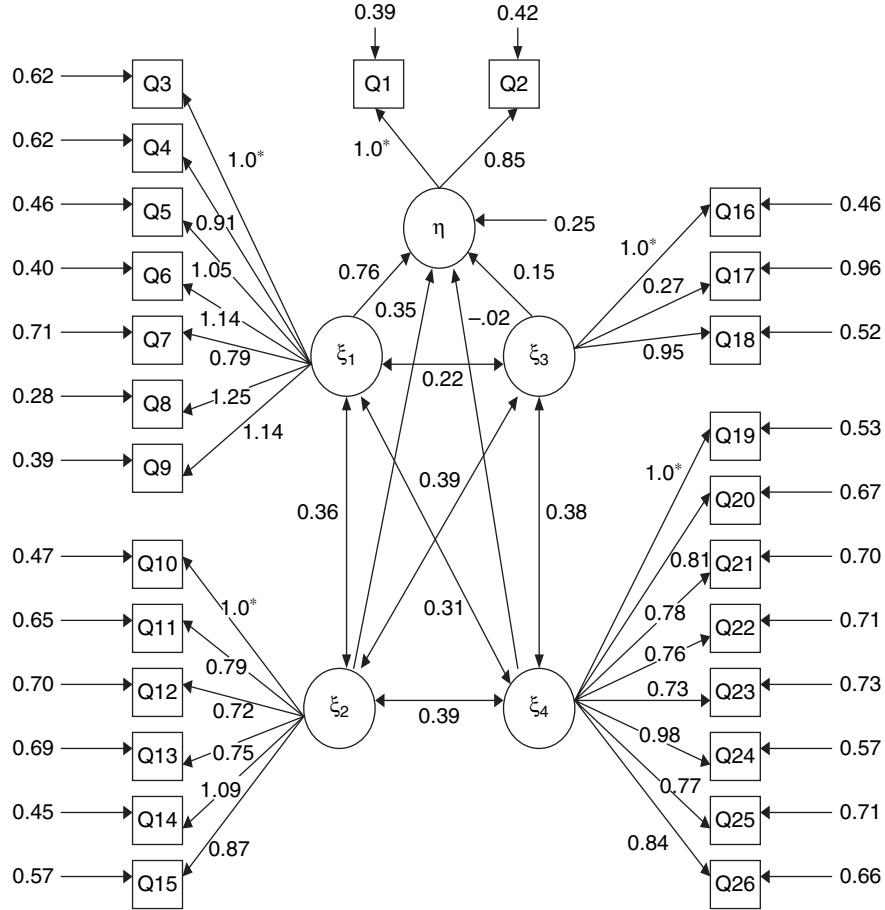 0.39
0.42
0.62
Q3
Q1
Q2
0.62
Q4
1.0*
1.0*
0.85
0.46
Q5
0.91
η
0.25
Q16
0.46
0.40
Q6
1.05
0.76
0.15
1.0*
Q17
0.96
0.71
Q7
1.14
0.35
−.02
0.27
0.79
ξ1
ξ3
0.95
Q18
0.52
0.28
Q8
1.25
0.22
0.39
Q9
1.14
Q19
0.53
0.39
1.0*
0.36
0.38
Q20
0.67
0.47
Q10
0.81
Q21
0.70
1.0*
0.31
0.78
0.65
Q11
Q22
0.71
0.79
0.76
0.70
Q12
0.72
ξ2
0.39
ξ4
0.73
Q23
0.73
0.69
Q13
0.75
0.98
Q24
0.57
1.09
0.77
0.45
Q14
Q25
0.71
0.87
0.84
0.57
Q15
Q26
0.66